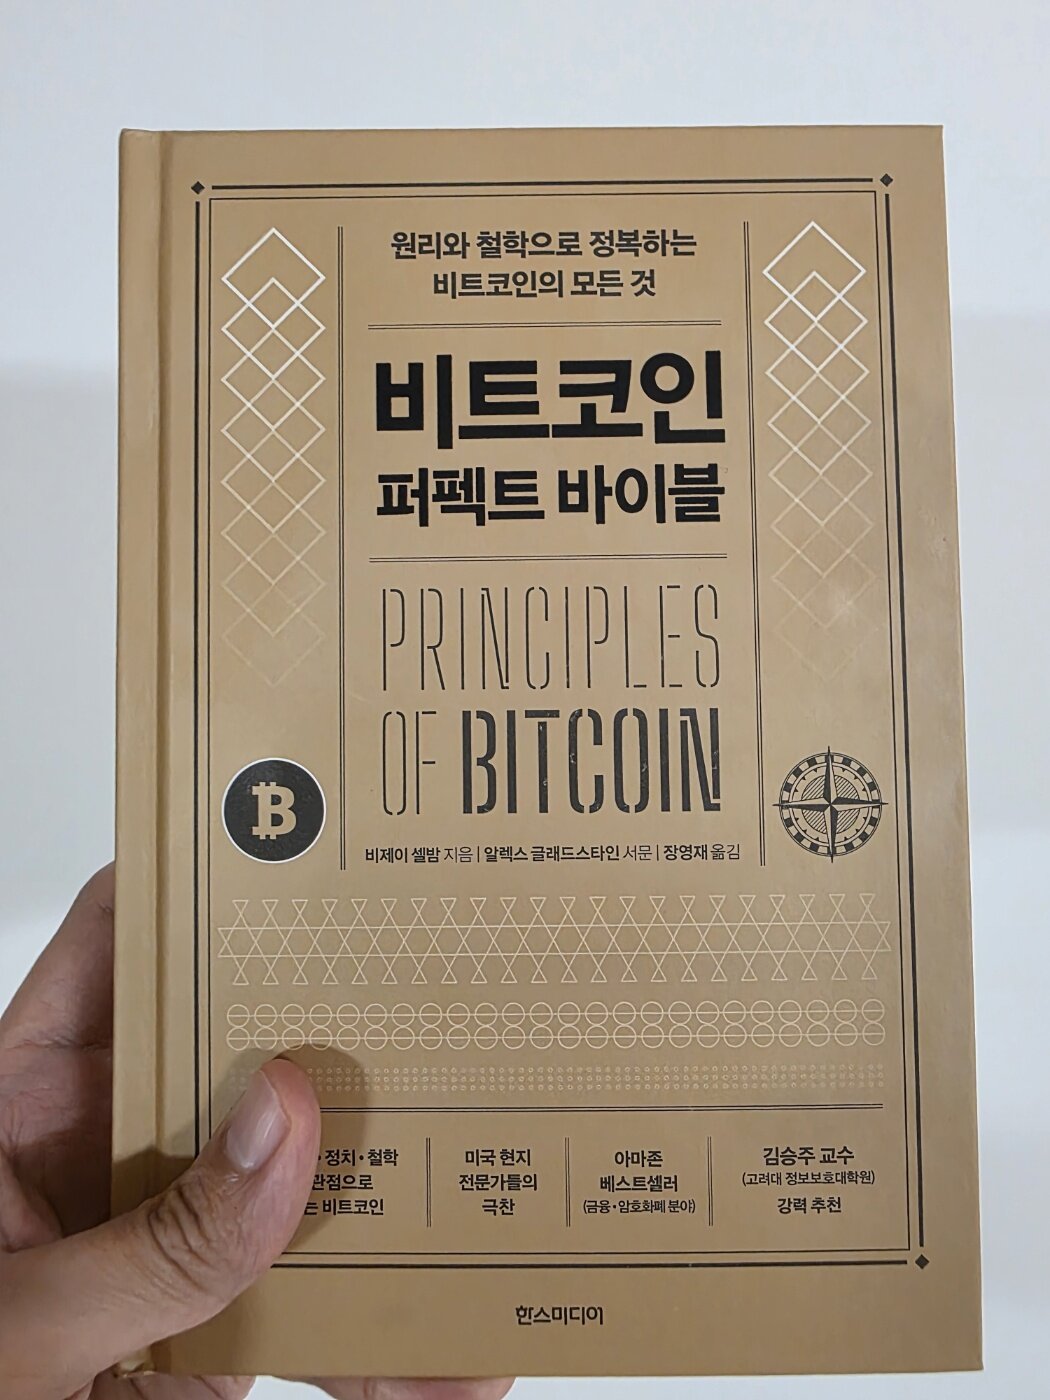 원리와 철학으로 정복하는
비트코인의 모든 것
비트코인
퍼펙트 바이블
PRINCIPLES
OF BITCOIN
비제이 셀밤 지음 | 알렉스 글래드스타인 서문 | 장영재 옮김
· 정치 · 철학
관점으로
비트코인
미국 현지
전문가들의
극찬
아마존
베스트셀러
(금융·암호화폐 분야)
김승주 교수
(고려대 정보보호대학원)
강력 추천
한스미디어